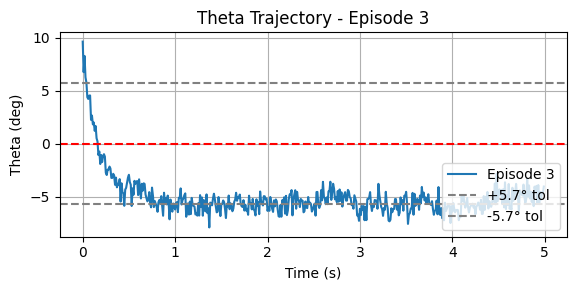 Theta Trajectory - Episode 3
Theta (deg)
10
5
0
−5
Episode 3
+5.7° tol
-5.7° tol
0
1
2
3
4
5
Time (s)